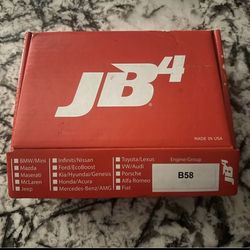 JB4
MADE IN USA
BMW/Mini
Mazda
Maserati
McLaren
Jeep
Infiniti/Nissan
Ford/EcoBoost
Kia/Hyundai/Genesis
Honda/Acura
Mercedes-Benz/AMG
Toyota/Lexus
VW/Audi
Porsche
Alfa Romeo
Fiat
Engine Group
B58